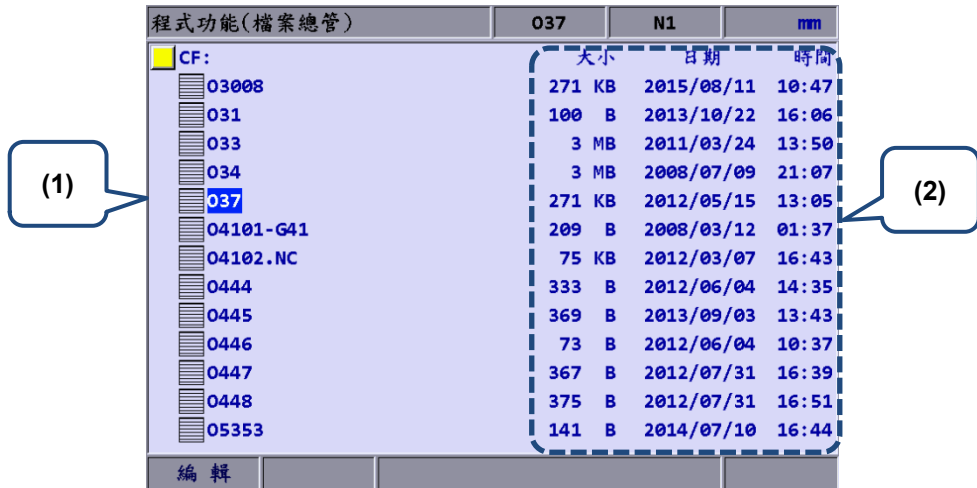 程式功能(檔案總管) O37 N1 mm
CF: 大小 日期 時間
O3008 271 KB 2015/08/11 10:47
O31 100 B 2013/10/22 16:06
O33 3 MB 2011/03/24 13:50
O34 3 MB 2008/07/09 21:07
(1)
O37 271 KB 2012/05/15 13:05
(2)
O4101-G41 209 B 2008/03/12 01:37
O4102.NC 75 KB 2012/03/07 16:43
O444 333 B 2012/06/04 14:35
O445 369 B 2013/09/03 13:43
O446 73 B 2012/06/04 10:37
O447 367 B 2012/07/31 16:39
O448 375 B 2012/07/31 16:51
O5353 141 B 2014/07/10 16:44
編 輯